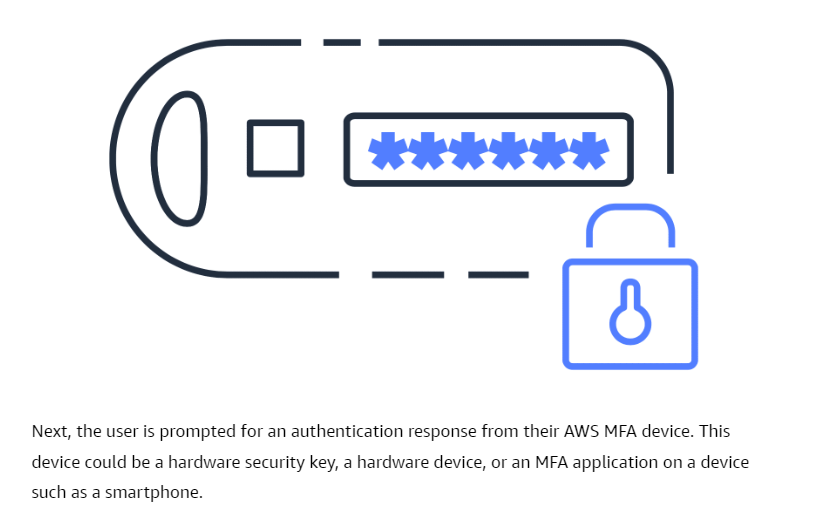 ******
Next, the user is prompted for an authentication response from their AWS MFA device. This
device could be a hardware security key, a hardware device, or an MFA application on a device
such as a smartphone.